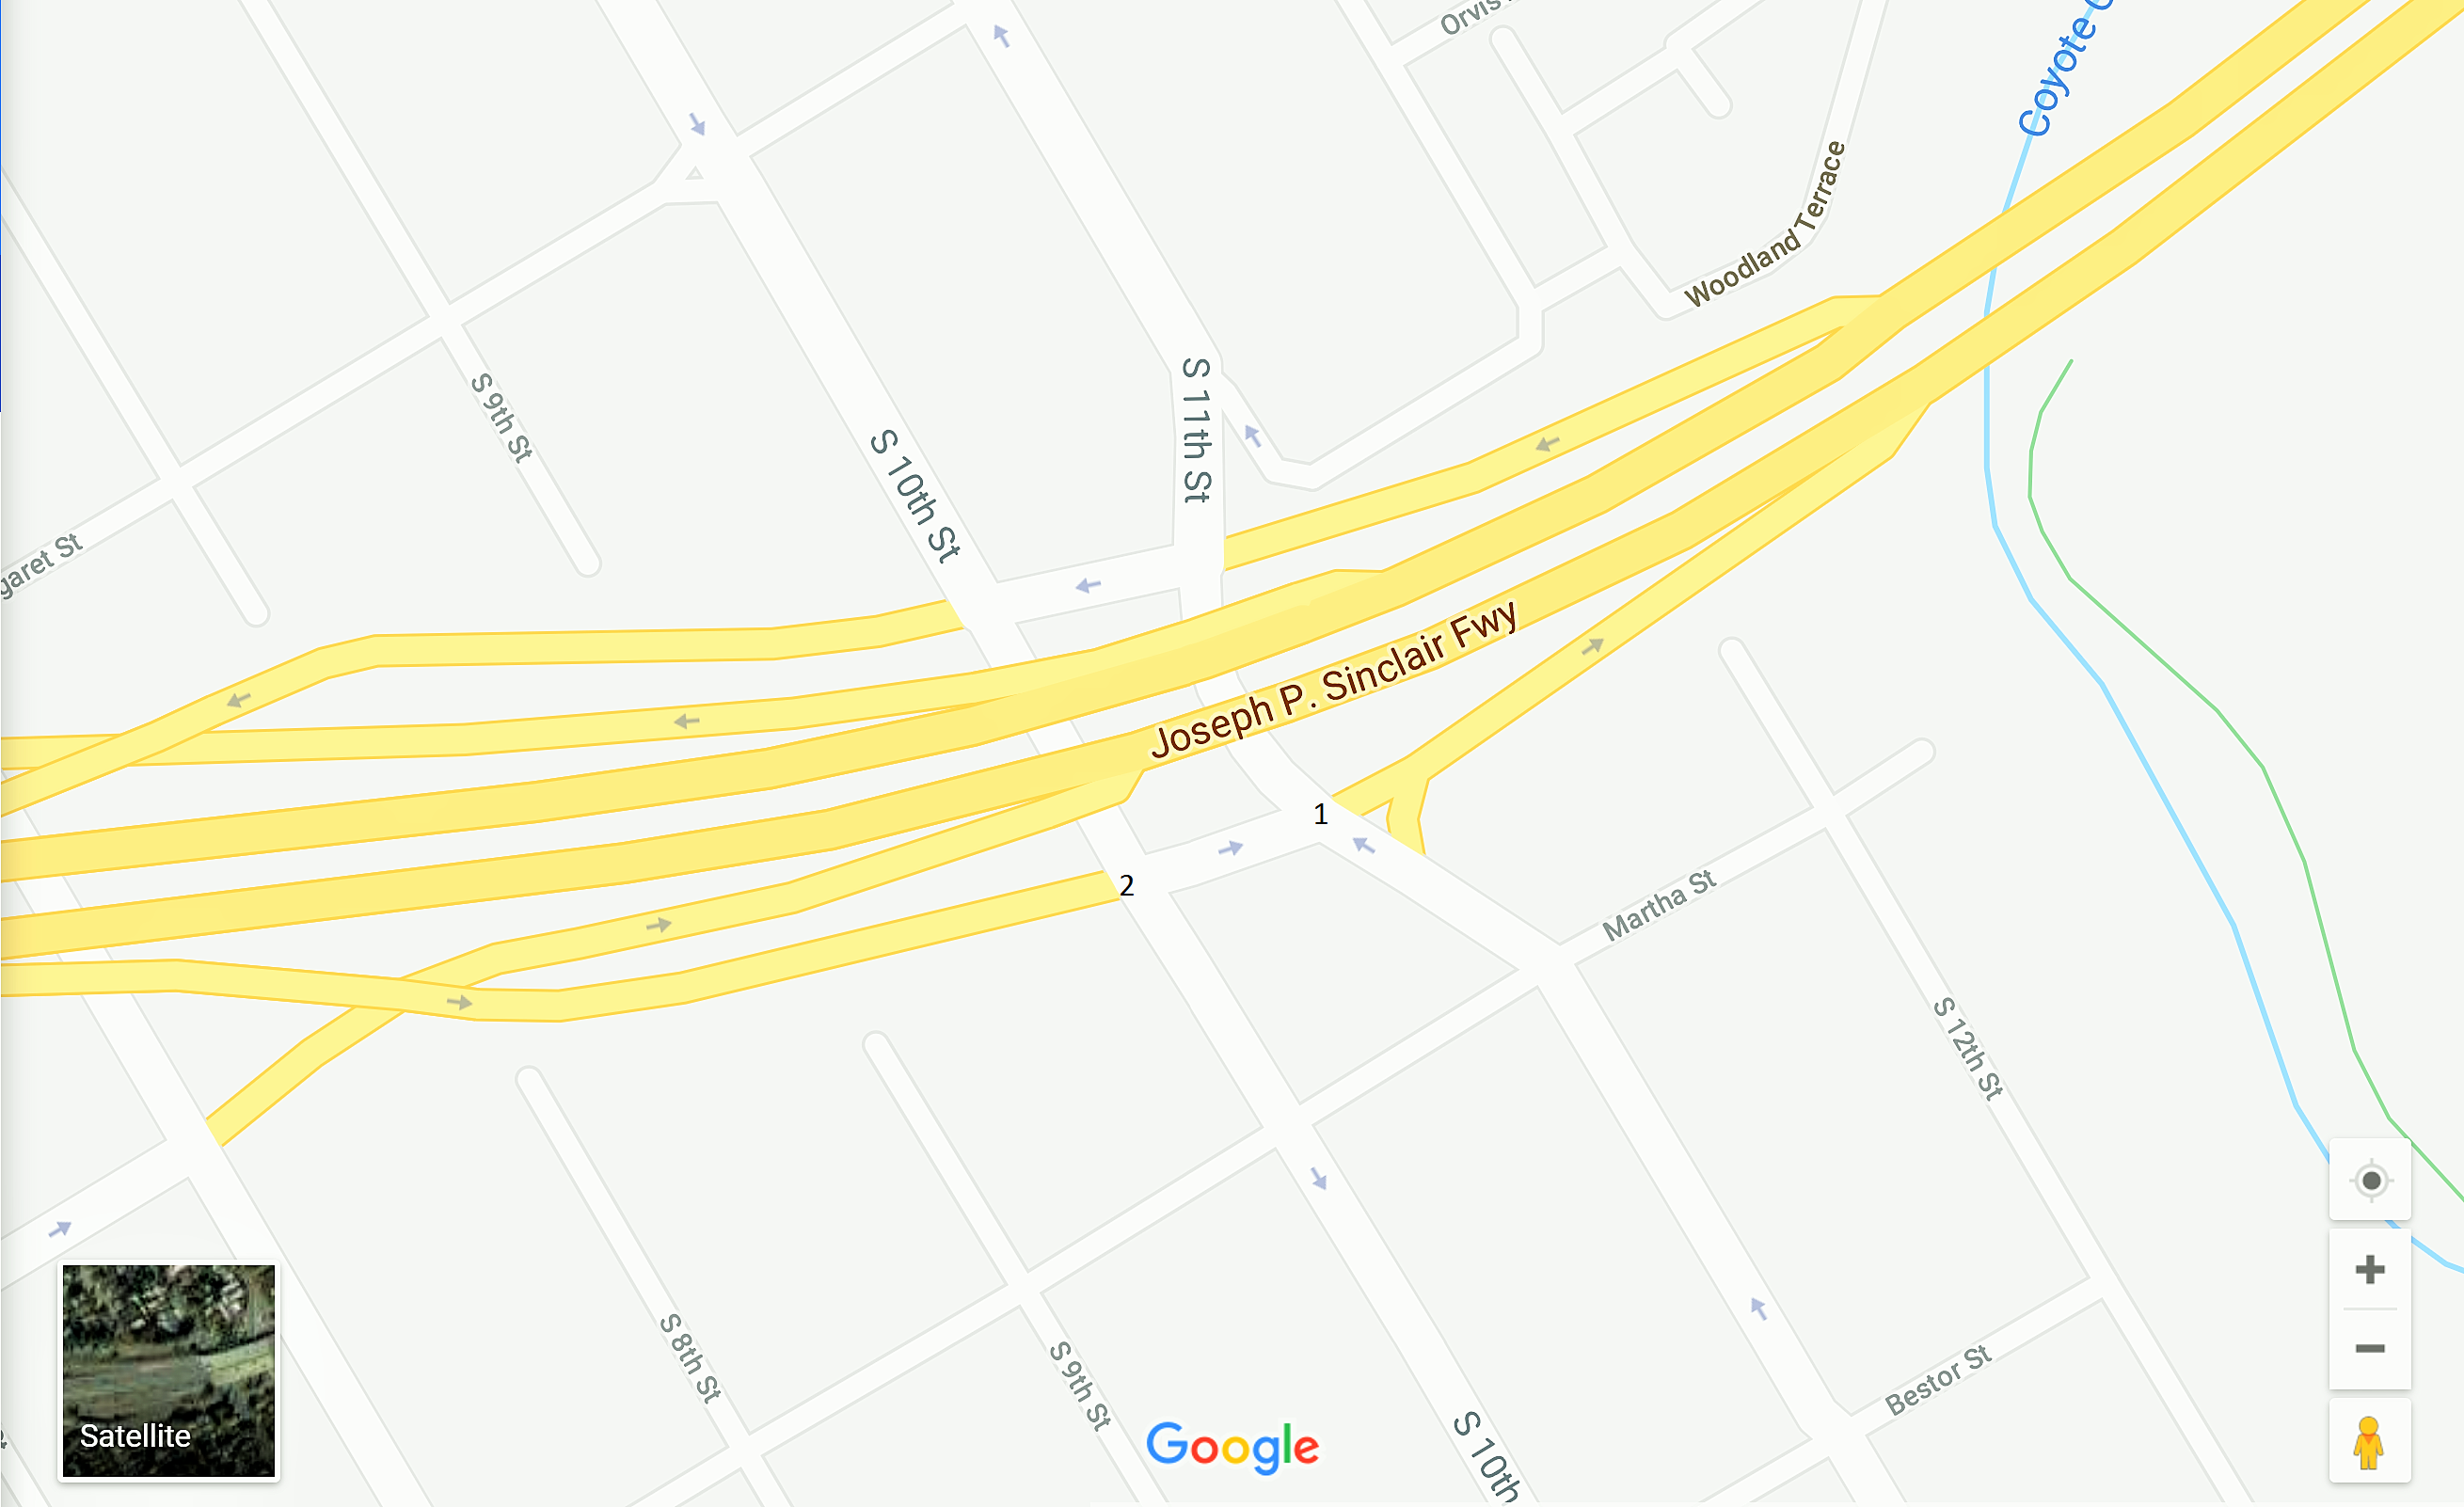 Orvis
Coyote
Woodland Terrace
S 11th St
S 9th St
S 10th St
garet St
Joseph P. Sinclair Fwy
1
2
Martha St
S 12th St
S 8th St
S 9th St
S 10th
Bestor St
Satellite
Google